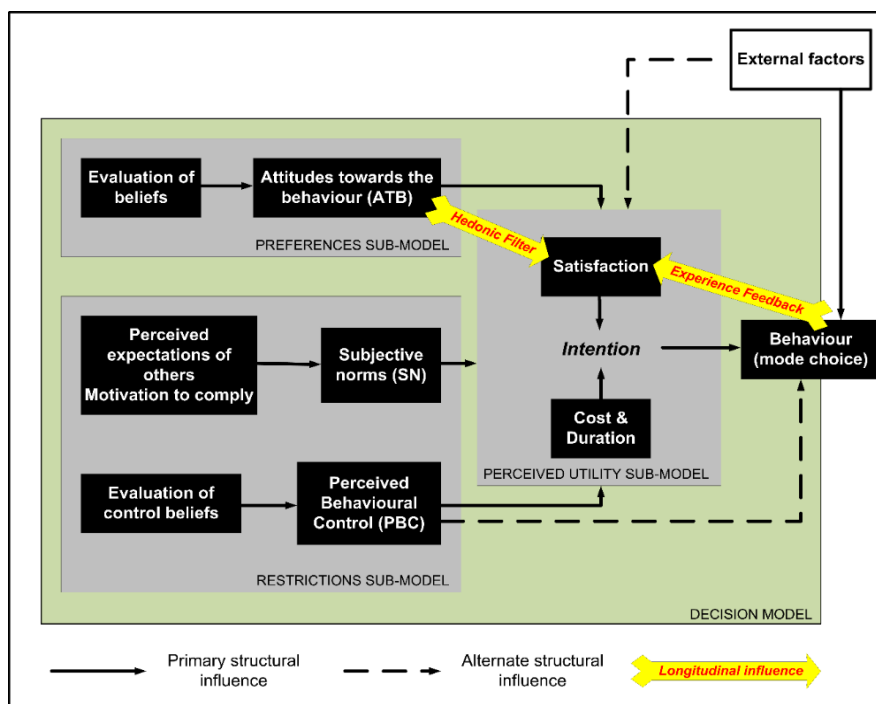 External factors
Evaluation of
beliefs
Attitudes towards the
behaviour (ATB)
PREFERENCES SUB-MODEL
Hedonic Filter
Satisfaction
Experience Feedback
Perceived
expectations of
others
Motivation to comply
Subjective
norms (SN)
Intention
Behaviour
(mode choice)
Cost &
Duration
PERCEIVED UTILITY SUB-MODEL
Evaluation of
control beliefs
Perceived
Behavioural
Control (PBC)
RESTRICTIONS SUB-MODEL
DECISION MODEL
Primary structural
influence
Alternate structural
influence
Longitudinal influence